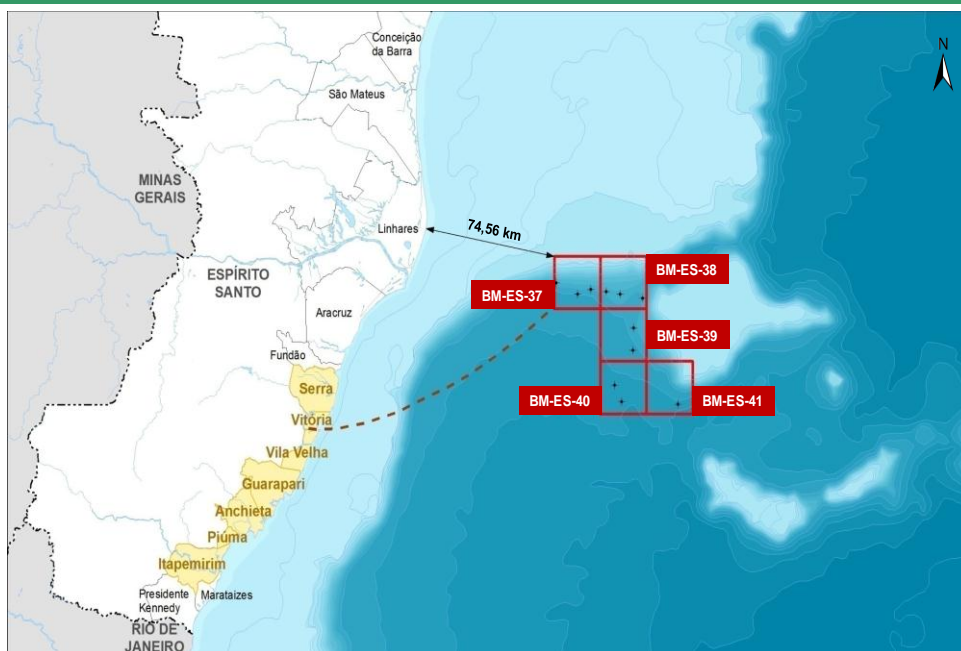 Conceição
da Barra
N
São Mateus
MINAS
GERAIS
Linhares
74,56 km
ESPÍRITO
SANTO
BM-ES-38
BM-ES-37
Aracruz
BM-ES-39
Fundão
Serra
BM-ES-40
BM-ES-41
Vitória
Vila Velha
Guarapari
Anchieta
Piúma
Itapemirim
Presidente
Kennedy
Marataizes
RIO DE
JANEIRO